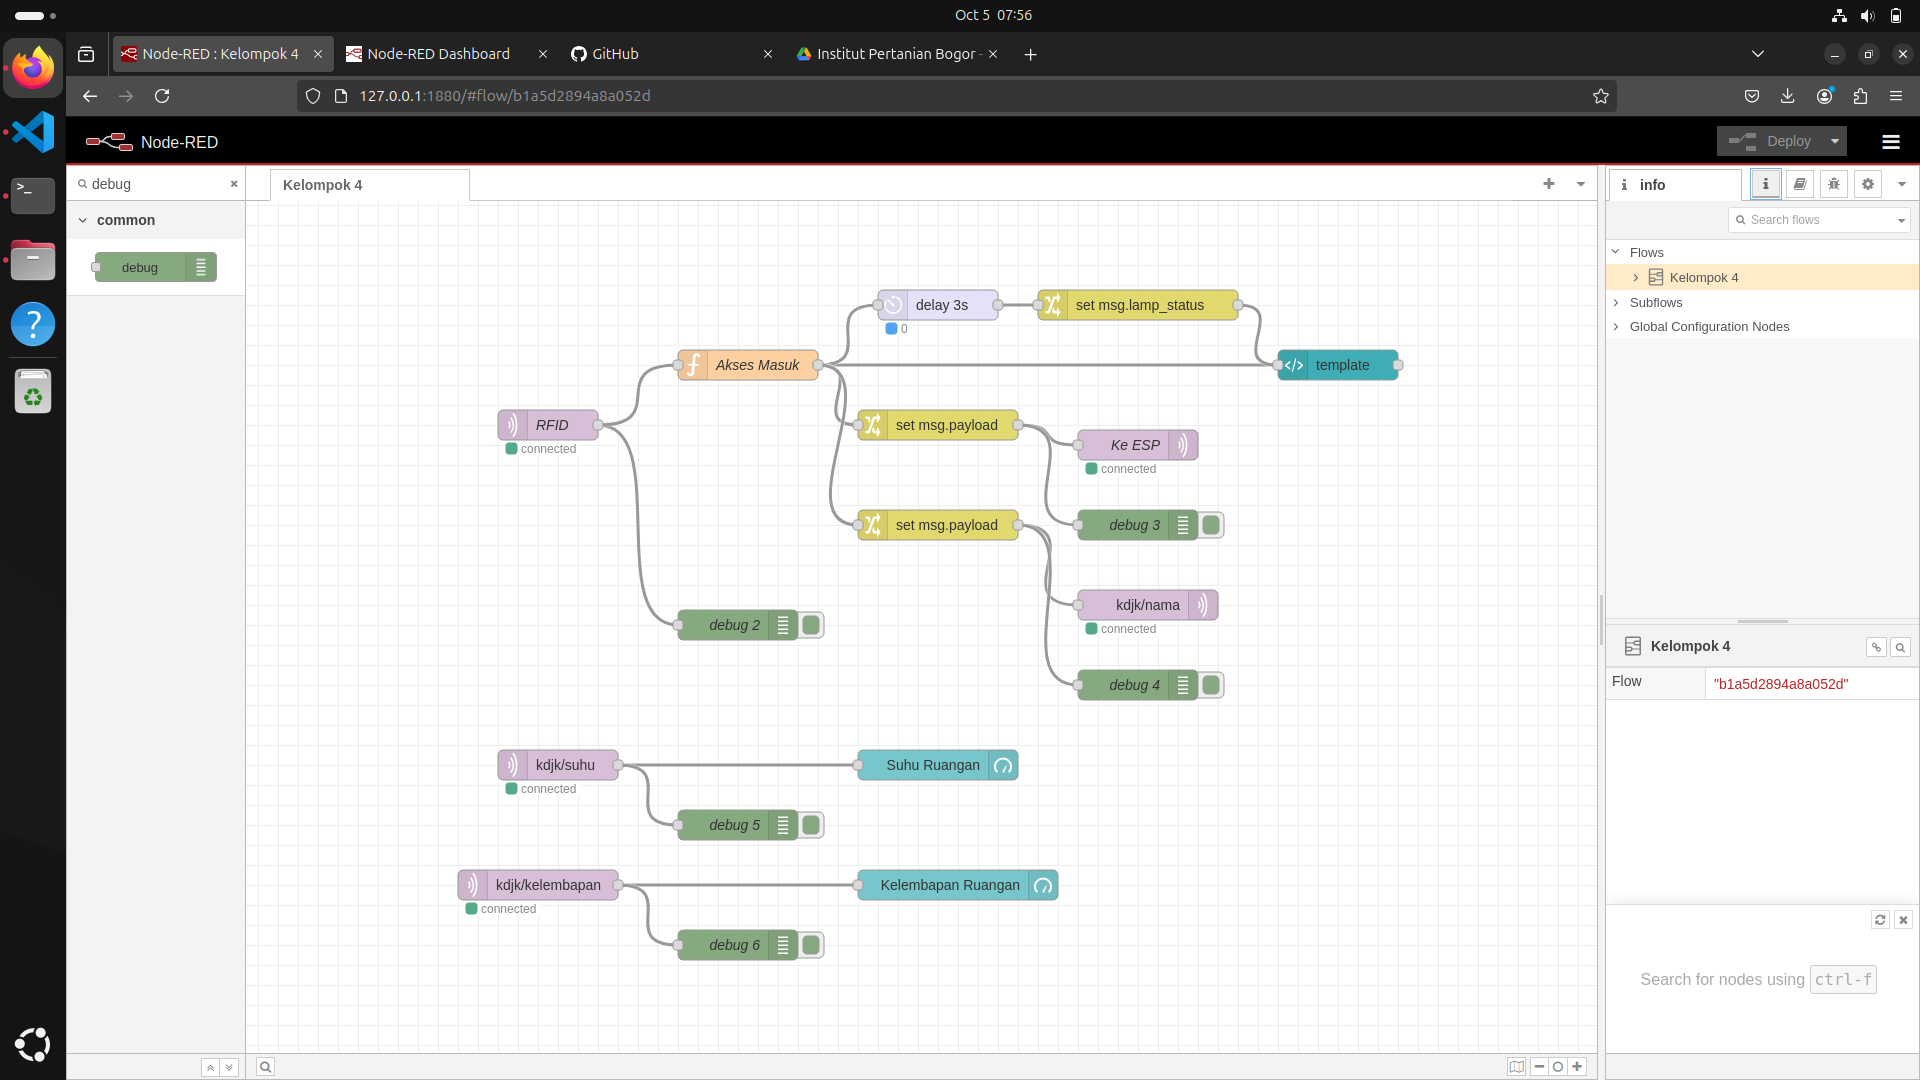 Oct 5 07:56
Node-RED : Kelompok 4
Node-RED Dashboard
GitHub
Institut Pertanian Bogor -
127.0.0.1:1880/#flow/b1a5d2894a8a052d
Node-RED
Deploy
debug
Kelompok 4
info
common
Search flows
debug
Flows
Kelompok 4
Subflows
Global Configuration Nodes
delay 3s
set msg.lamp_status
0
Akses Masuk
template
RFID
connected
set msg.payload
Ke ESP
connected
set msg.payload
debug 3
kdjk/nama
connected
debug 2
debug 4
kdjk/suhu
connected
Suhu Ruangan
debug 5
kdjk/kelembapan
connected
Kelembapan Ruangan
debug 6
Kelompok 4
Flow
"b1a5d2894a8a052d"
Search for nodes using ctrl-f